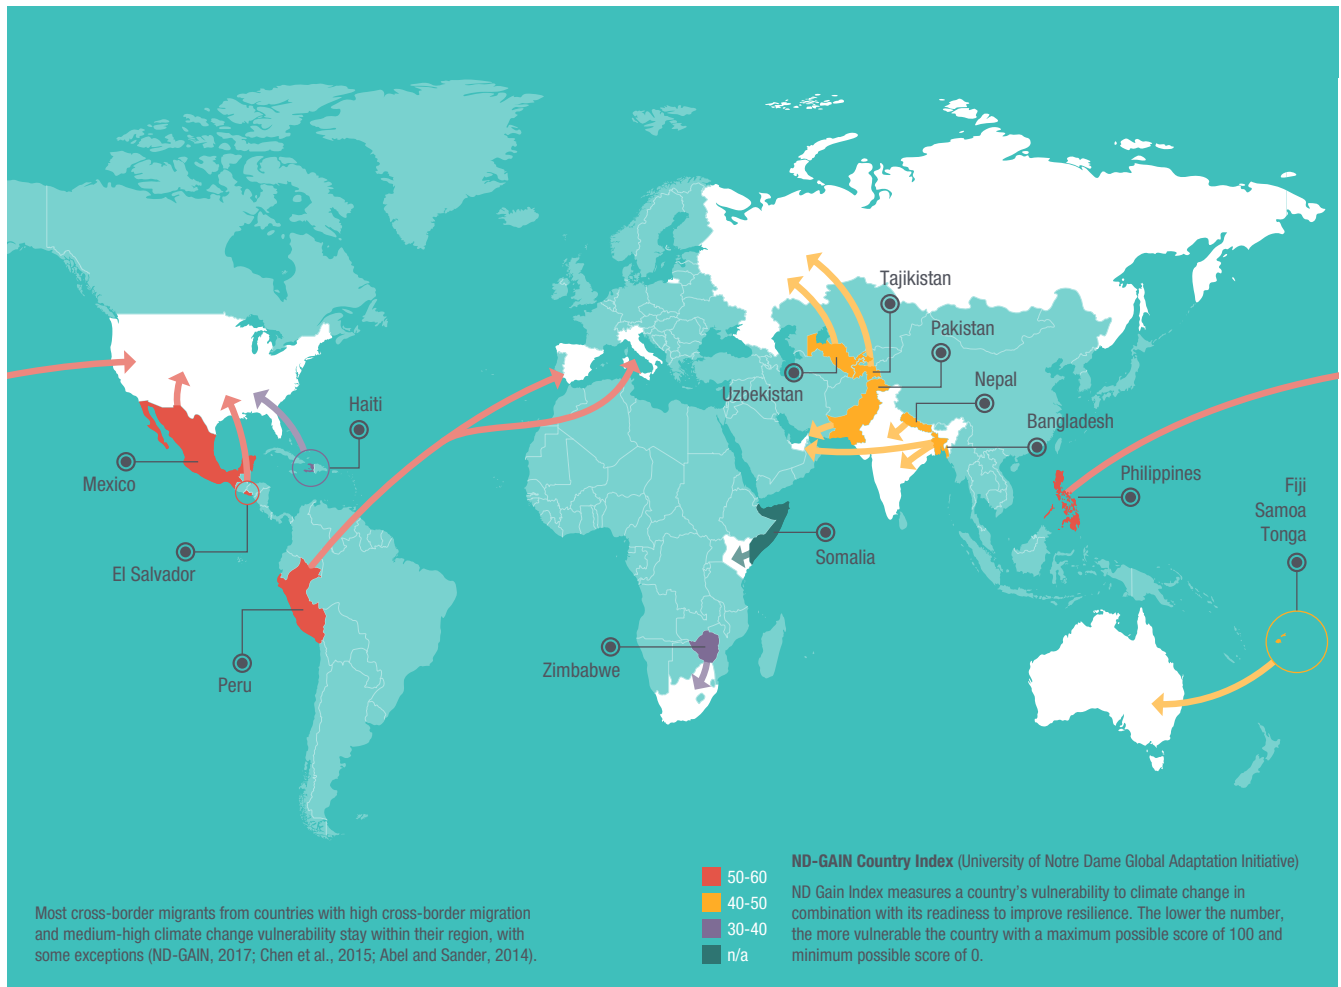 Tajikistan
Pakistan
Nepal
Uzbekistan
Bangladesh
Haiti
Mexico
Philippines
Fiji
Samoa
Tonga
Somalia
El Salvador
Zimbabwe
Peru
50-60
40-50
30-40
n/a
ND-GAIN Country Index (University of Notre Dame Global Adaptation Initiative)
ND Gain Index measures a country's vulnerability to climate change in
combination with its readiness to improve resilience. The lower the number,
the more vulnerable the country with a maximum possible score of 100 and
minimum possible score of 0.
Most cross-border migrants from countries with high cross-border migration
and medium-high climate change vulnerability stay within their region, with
some exceptions (ND-GAIN, 2017; Chen et al., 2015; Abel and Sander, 2014).